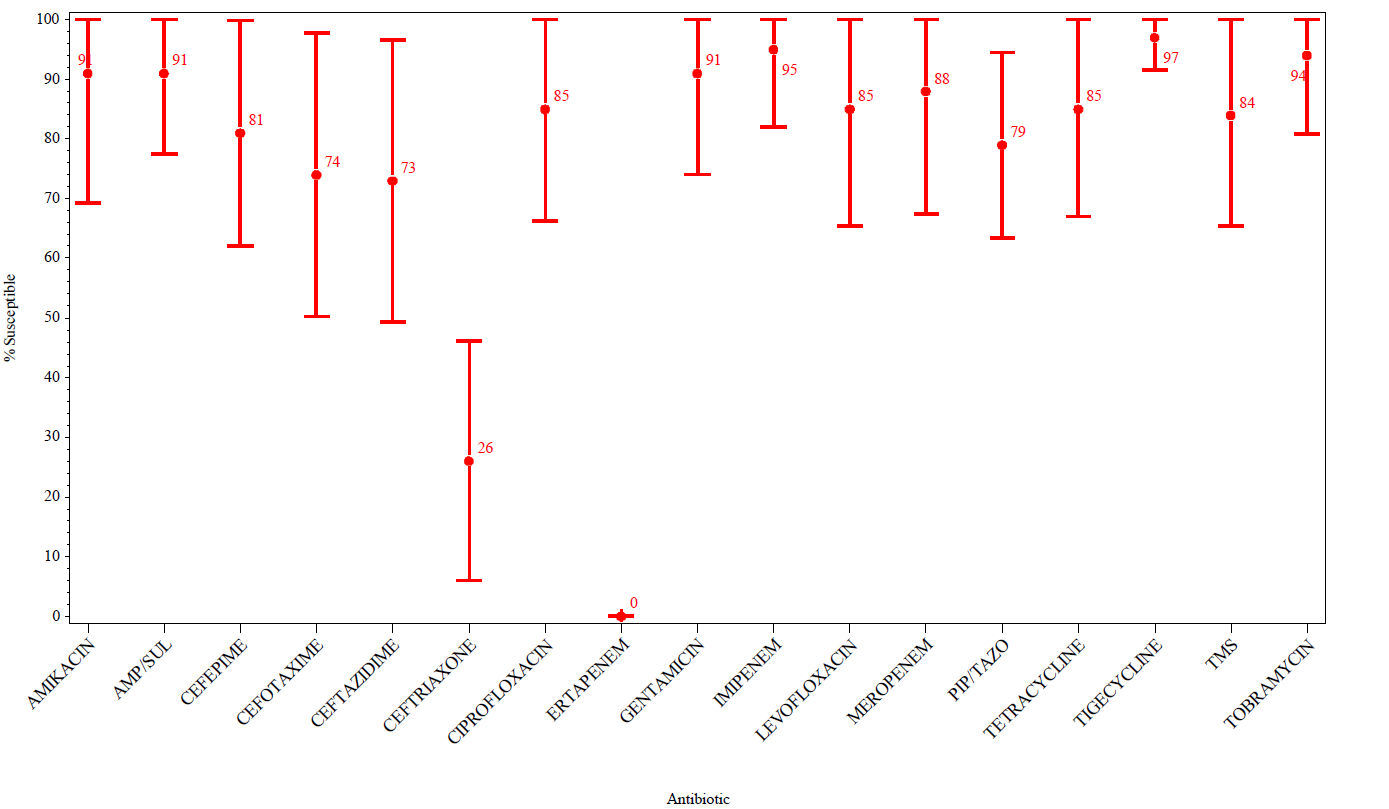 100
90
80
70
60
50
40
30
20
10
0
% Susceptible
91
91
81
74
73
26
85
0
91
95
85
88
79
85
97
84
94
AMIKACIN
AMP/SUL
CEFEPIME
CEFOTAXIME
CEFTAZIDIME
CEFTRIAXONE
CIPROFLOXACIN
ERTAPENEM
GENTAMICIN
IMIPENEM
LEVOFLOXACIN
MEROPENEM
PIP/TAZO
TETRACYCLINE
TIGECYCLINE
TMS
TOBRAMYCIN
Antibiotic